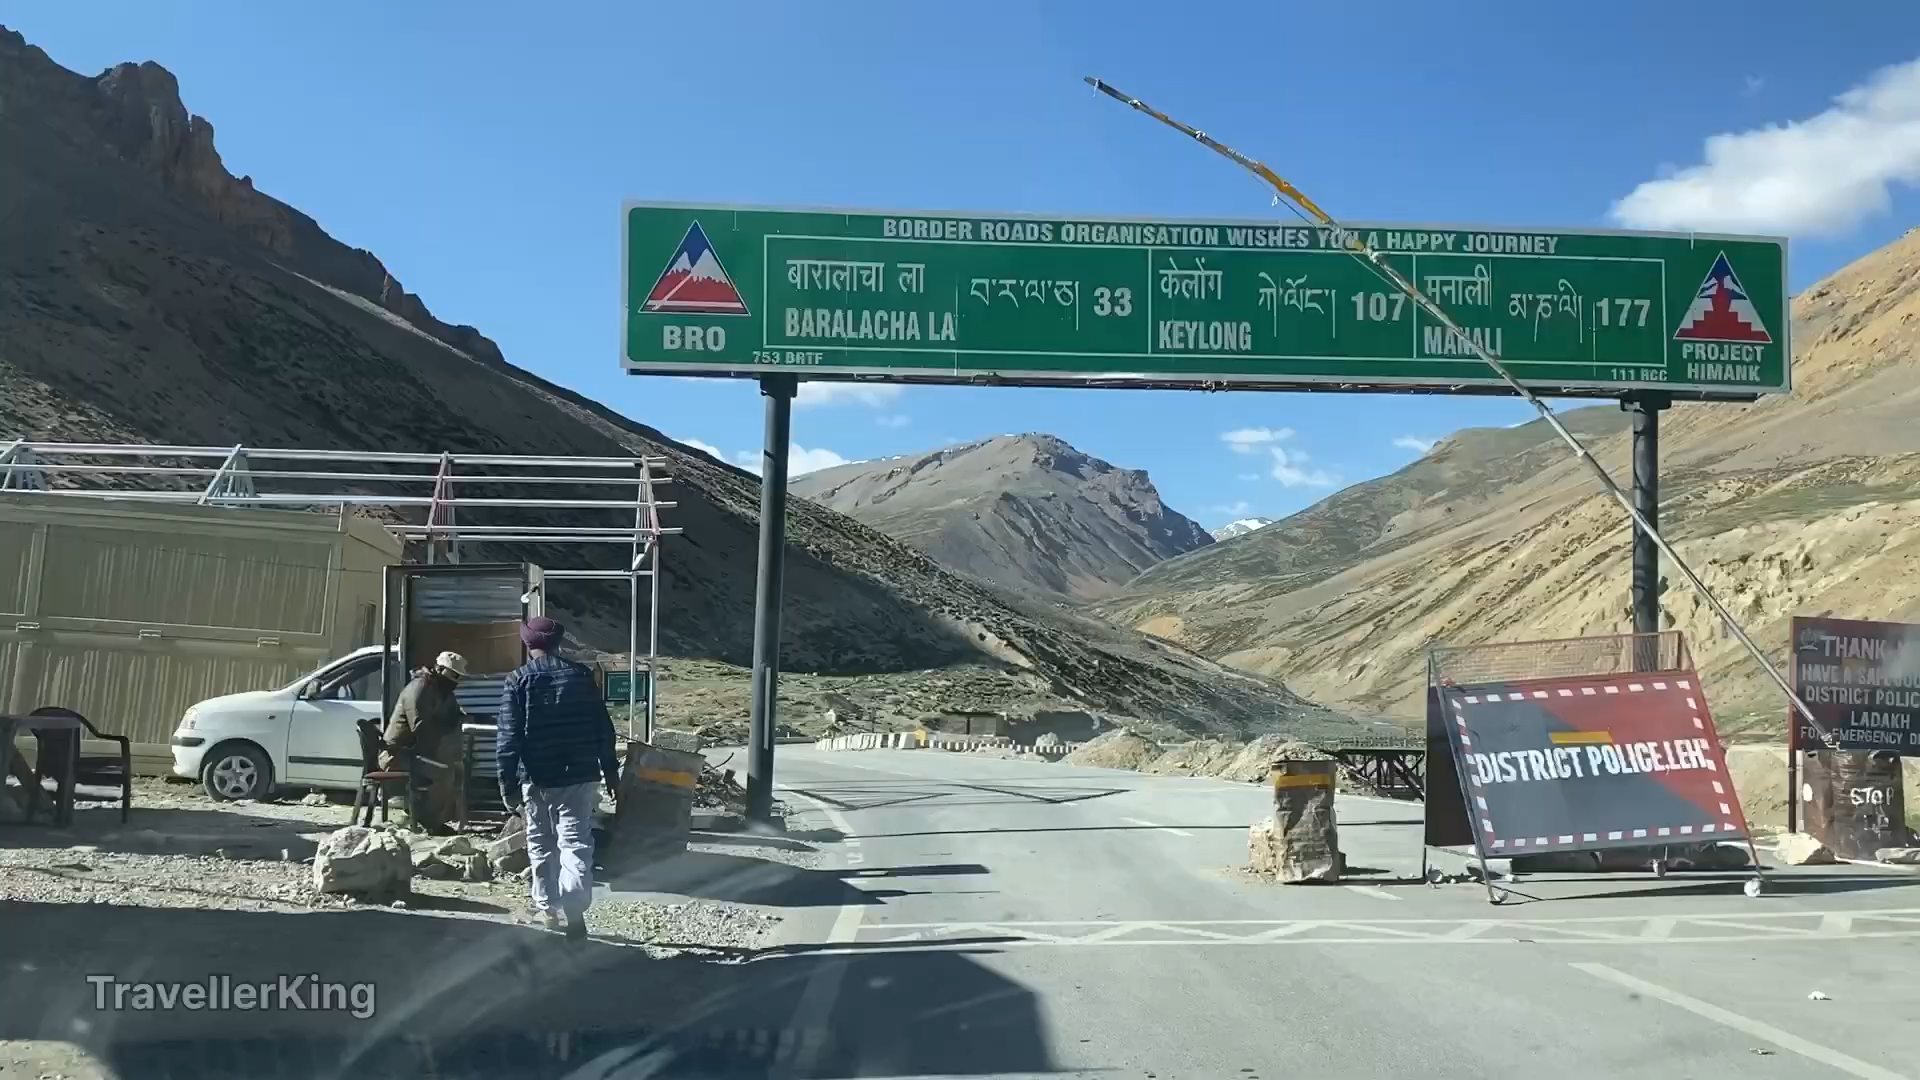 BORDER ROADS ORGANISATION WISHES YOU A HAPPY JOURNEY
बारालाचा ला བ་ར་ལ་ཅ། 33
BARALACHA LA
केलोंग ཀེ་ལོང་། 107
KEYLONG
मनाली མ་ཎ་ལི། 177
MANALI
BRO
753 BRTF
111 RCC
PROJECT
HIMANK
DISTRICT POLICE,LEH
THANK
HAVE A SAFE
DISTRICT POLIC
LADAKH
EMERGENCY
STOP
TravellerKing